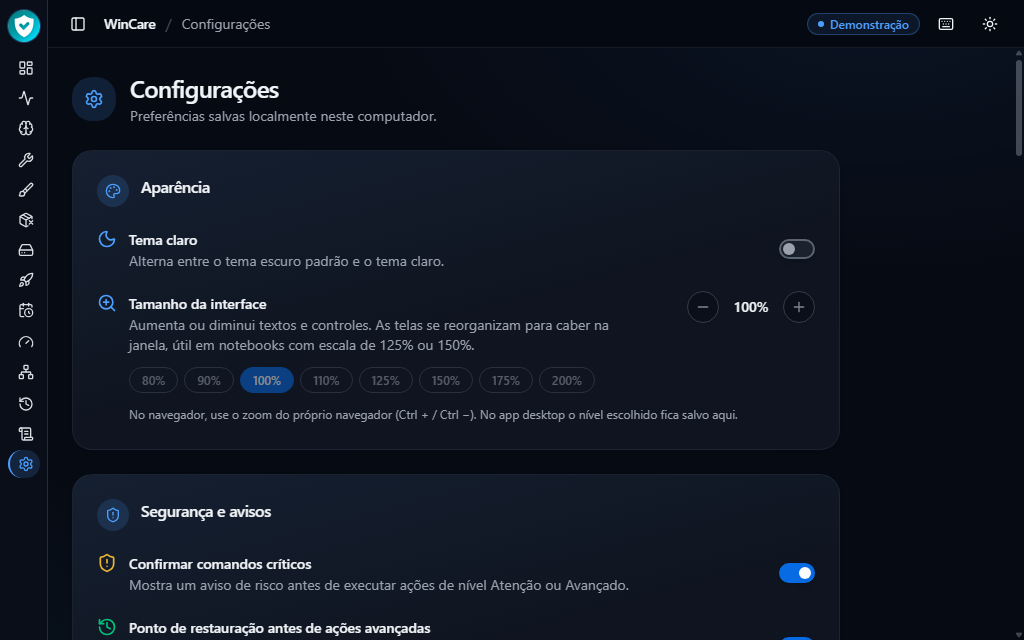 WinCare / Configurações
Demonstração
Configurações
Preferências salvas localmente neste computador.
Aparência
Tema claro
Alterna entre o tema escuro padrão e o tema claro.
Tamanho da interface
Aumenta ou diminui textos e controles. As telas se reorganizam para caber na
janela, útil em notebooks com escala de 125% ou 150%.
100%
80% 90% 100% 110% 125% 150% 175% 200%
No navegador, use o zoom do próprio navegador (Ctrl + / Ctrl −). No app desktop o nível escolhido fica salvo aqui.
Segurança e avisos
Confirmar comandos críticos
Mostra um aviso de risco antes de executar ações de nível Atenção ou Avançado.
Ponto de restauração antes de ações avançadas